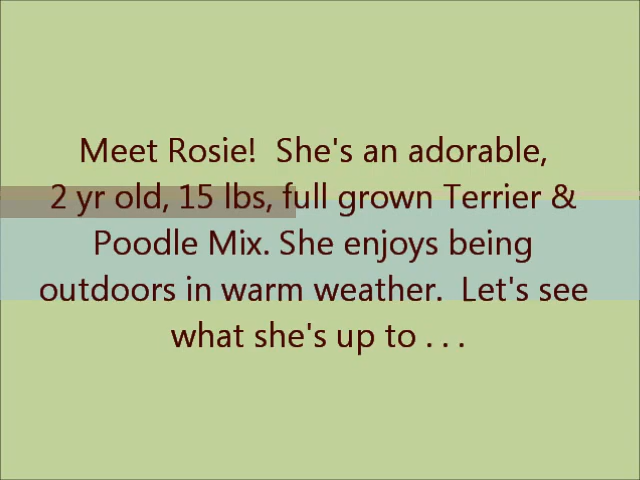 Meet Rosie!  She's an adorable,
2 yr old, 15 lbs, full grown Terrier &
Poodle Mix. She enjoys being
outdoors in warm weather.  Let's see
what she's up to . . .